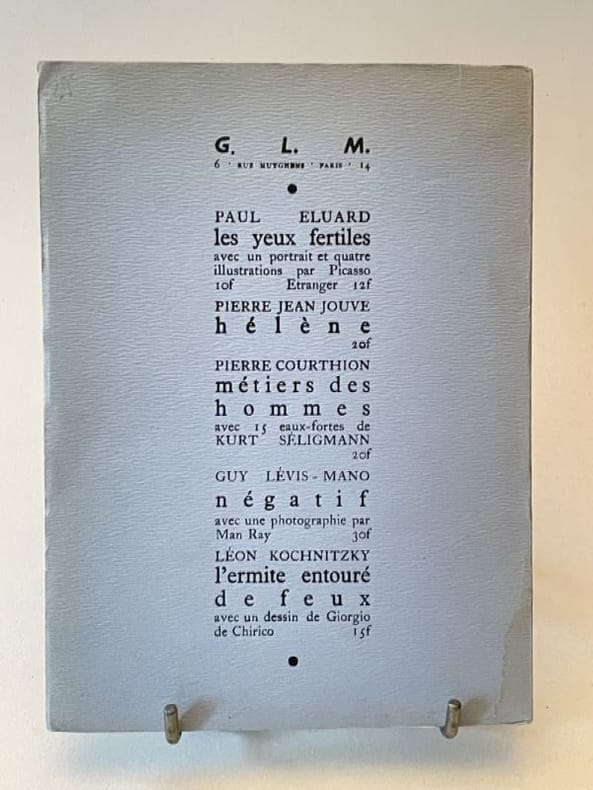 G. L. M.
6 · RUE HUYGHENS · PARIS · 14
PAUL ELUARD
les yeux fertiles
avec un portrait et quatre
illustrations par Picasso
10f Etranger 12f
PIERRE JEAN JOUVE
hélène
20f
PIERRE COURTHION
métiers des
hommes
avec 15 eaux-fortes de
KURT SÉLIGMANN
20f
GUY LÉVIS-MANO
négatif
avec une photographie par
Man Ray 30f
LÉON KOCHNITZKY
l'ermite entouré
de feux
avec un dessin de Giorgio
de Chirico 15f